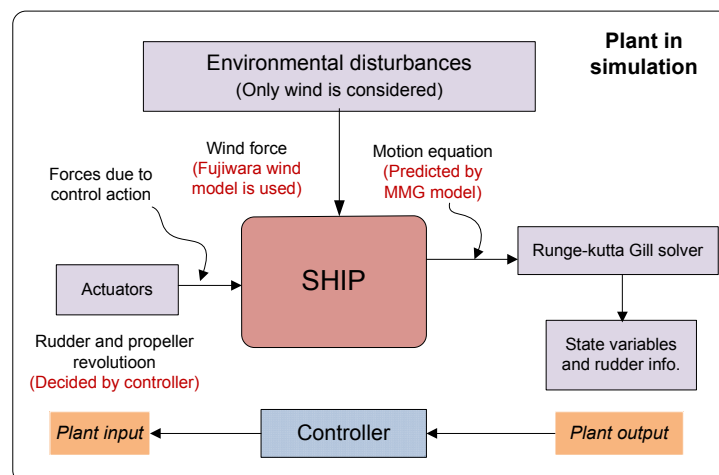 Plant in
simulation
Environmental disturbances
(Only wind is considered)
Wind force
(Fujiwara wind
model is used)
Motion equation
(Predicted by
MMG model)
Forces due to
control action
SHIP
Runge-kutta Gill solver
Actuators
State variables
and rudder info.
Rudder and propeller
revolutioon
(Decided by controller)
Plant input
Controller
Plant output